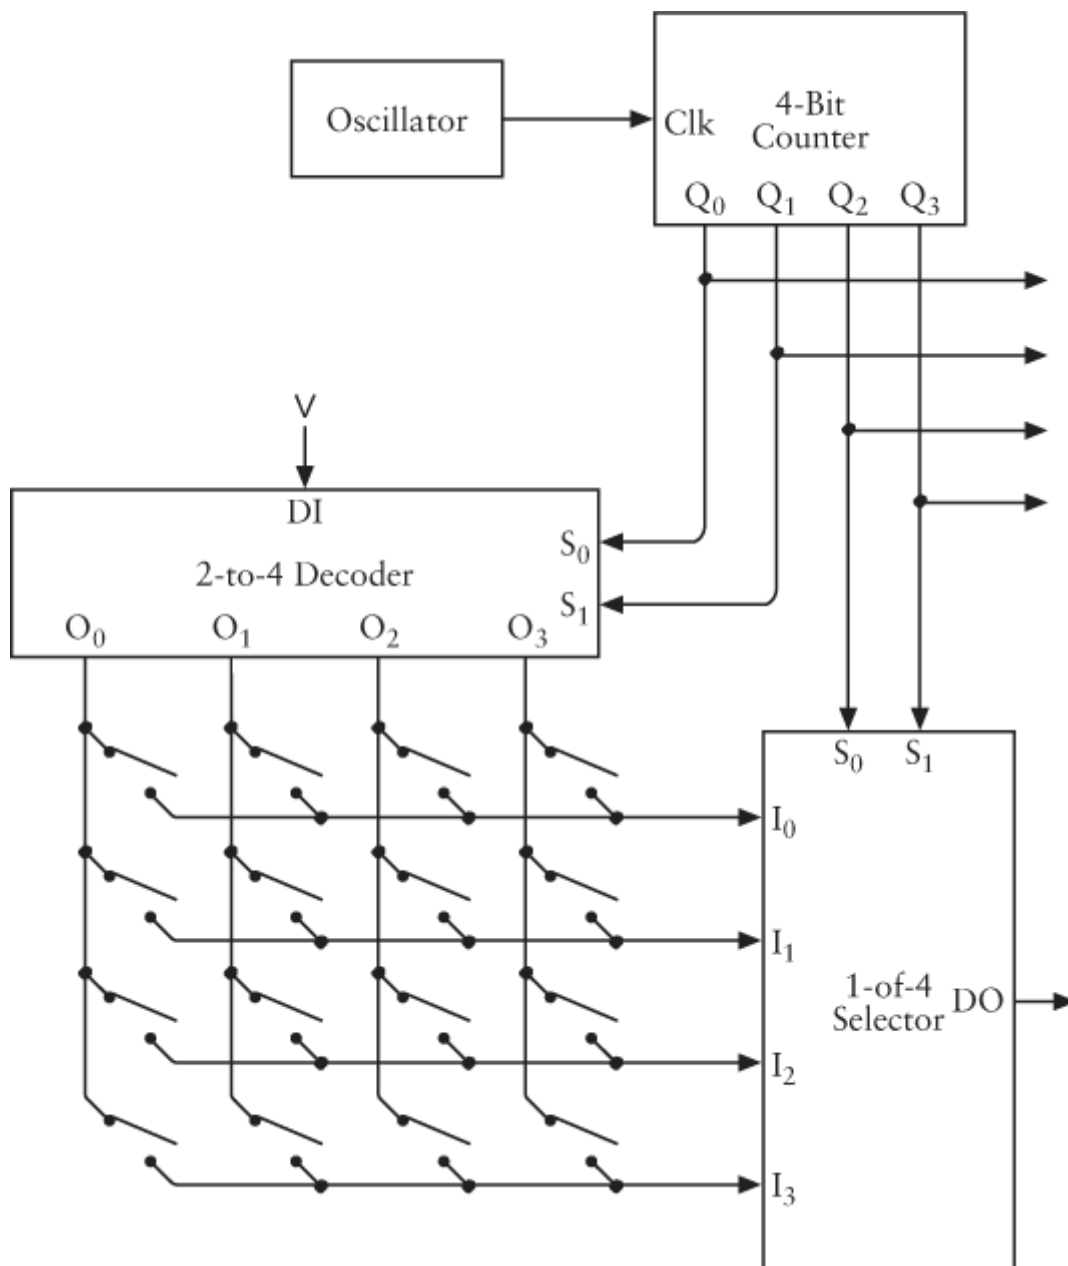 4-Bit
Counter
Oscillator
Clk
Q0 Q1 Q2 Q3
V
DI
S0
2-to-4 Decoder
S1
O0 O1 O2 O3
S0 S1
I0
I1
1-of-4
Selector
DO
I2
I3